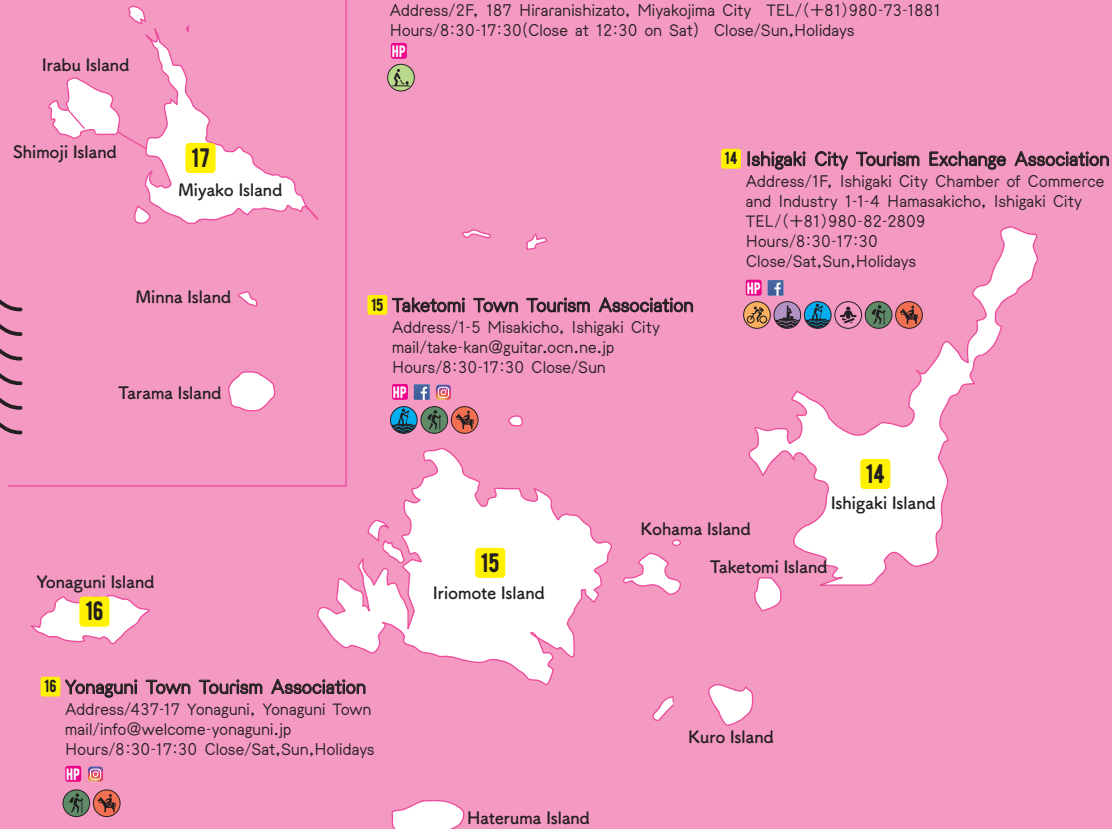 Address/2F, 187 Hiraranishizato, Miyakojima City TEL/(+81)980-73-1881
Hours/8:30-17:30(Close at 12:30 on Sat) Close/Sun,Holidays
HP
Irabu Island
Shimoji Island
17
Miyako Island
Minna Island
Tarama Island
14 Ishigaki City Tourism Exchange Association
Address/1F, Ishigaki City Chamber of Commerce
and Industry 1-1-4 Hamasakicho, Ishigaki City
TEL/(+81)980-82-2809
Hours/8:30-17:30
Close/Sat,Sun,Holidays
HP f
15 Taketomi Town Tourism Association
Address/1-5 Misakicho, Ishigaki City
mail/take-kan@guitar.ocn.ne.jp
Hours/8:30-17:30 Close/Sun
HP f
14
Ishigaki Island
Kohama Island
Taketomi Island
15
Iriomote Island
Yonaguni Island
16
16 Yonaguni Town Tourism Association
Address/437-17 Yonaguni, Yonaguni Town
mail/info@welcome-yonaguni.jp
Hours/8:30-17:30 Close/Sat,Sun,Holidays
HP
Kuro Island
Hateruma Island